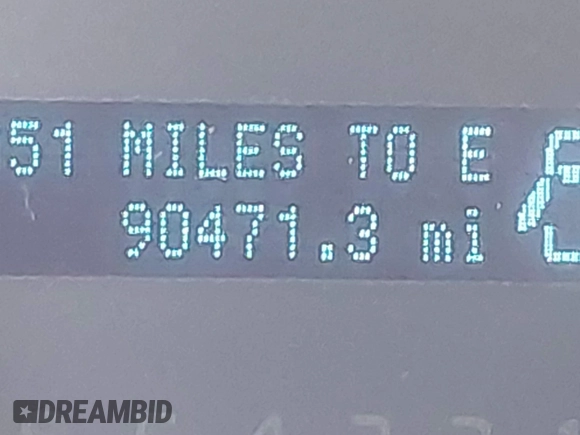 51 MILES TO E
90471.3 mi
DREAMBID